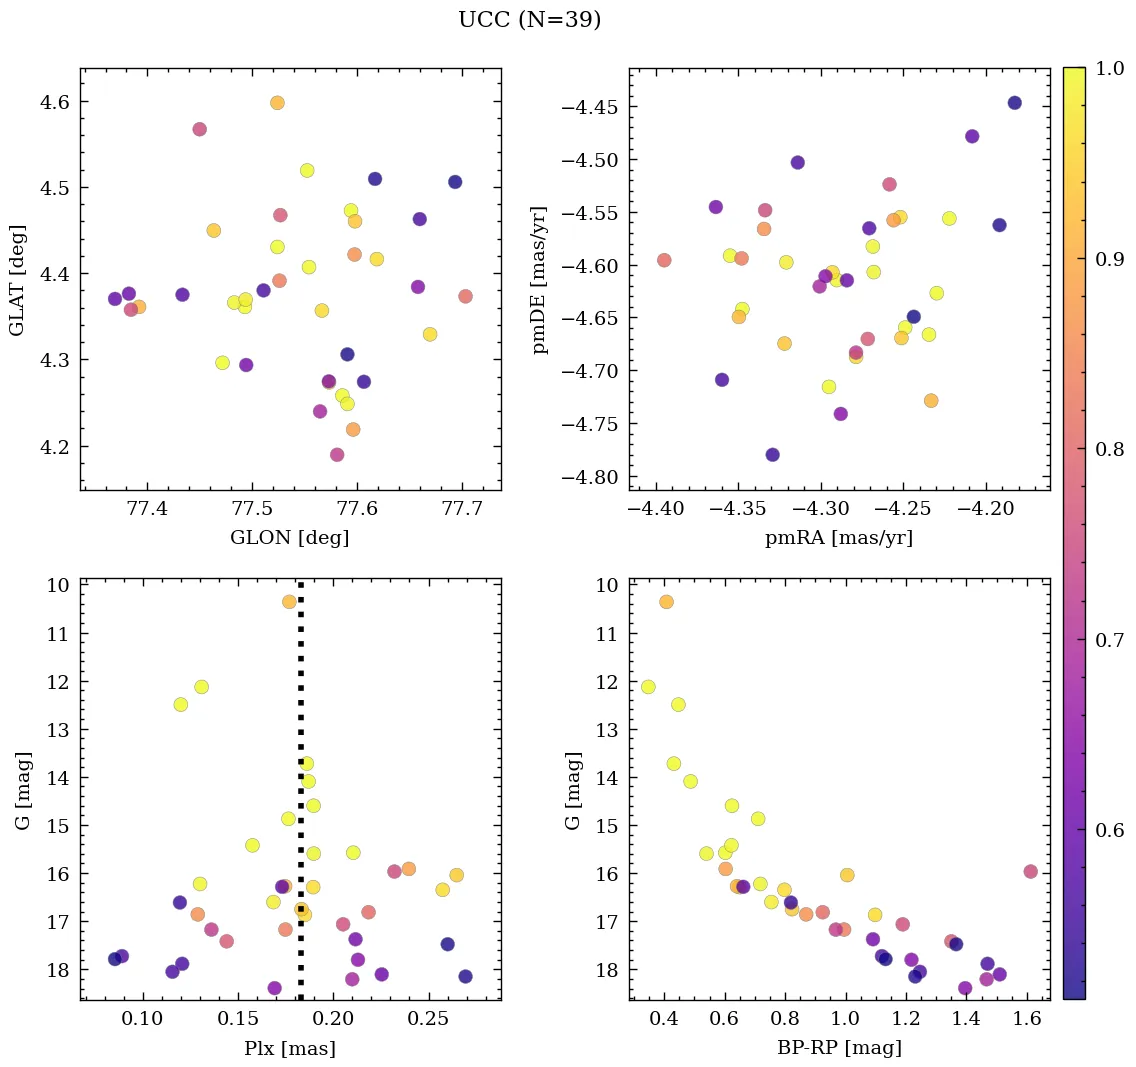 UCC (N=39)
4.6
4.5
4.4
4.3
4.2
GLAT [deg]
77.4 77.5 77.6 77.7
GLON [deg]
−4.45
−4.50
−4.55
−4.60
−4.65
−4.70
−4.75
−4.80
pmDE [mas/yr]
−4.40 −4.35 −4.30 −4.25 −4.20
pmRA [mas/yr]
10
11
12
13
14
15
16
17
18
G [mag]
0.10 0.15 0.20 0.25
Plx [mas]
10
11
12
13
14
15
16
17
18
G [mag]
0.4 0.6 0.8 1.0 1.2 1.4 1.6
BP-RP [mag]
1.0
0.9
0.8
0.7
0.6